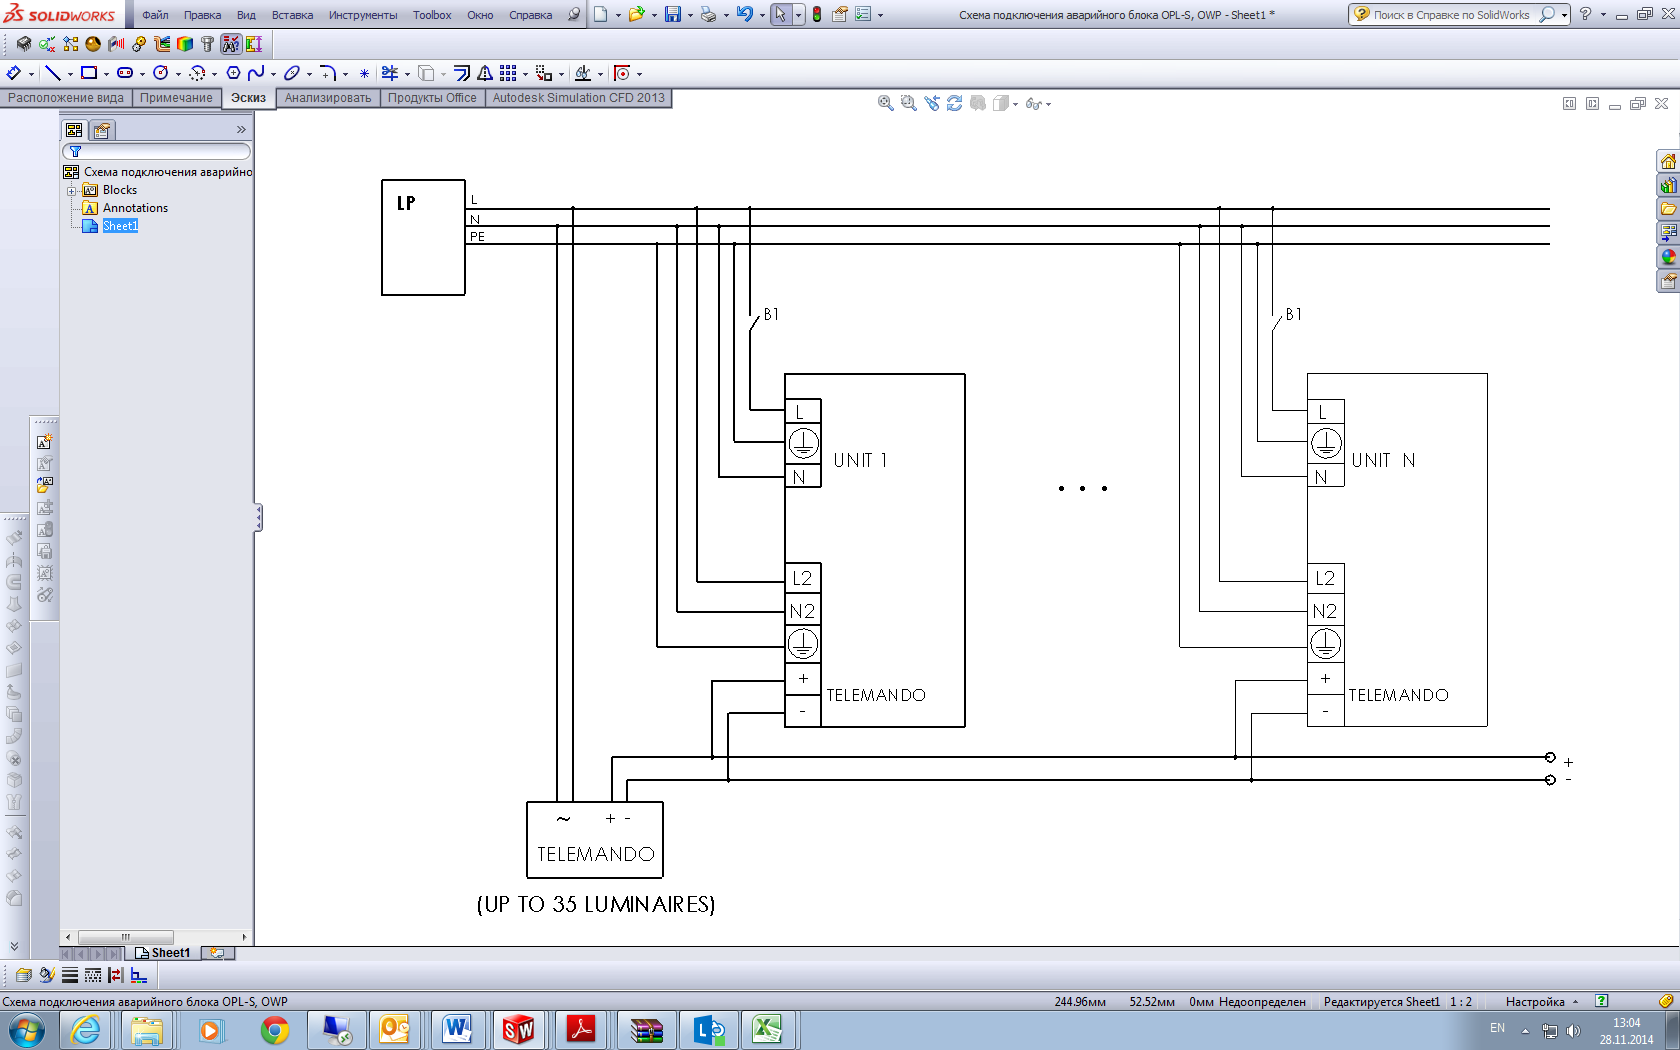 SOLIDWORKS
Файл Правка Вид Вставка Инструменты Toolbox Окно Справка
Схема подключения аварийного блока OPL-S, OWP - Sheet1 *
Поиск в Справке по SolidWorks
Расположение вида Примечание Эскиз Анализировать Продукты Office Autodesk Simulation CFD 2013
Схема подключения аварийно
Blocks
Annotations
Sheet1
LP
L
N
PE
B1
B1
L
N
UNIT 1
L2
N2
+
-
TELEMANDO
L
N
UNIT N
L2
N2
+
-
TELEMANDO
+
-
~ + -
TELEMANDO
(UP TO 35 LUMINAIRES)
Sheet1
Схема подключения аварийного блока OPL-S, OWP
244.96мм 52.52мм 0мм Недоопределен Редактируется Sheet1 1 : 2 Настройка
EN
13:04
28.11.2014